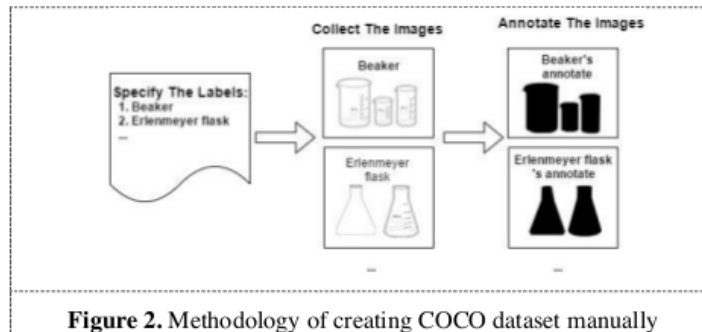 Specify The Labels:
1. Beaker
2. Erlenmeyer flask
...
Collect The Images
Beaker
Erlenmeyer
flask
...
Annotate The Images
Beaker's
annotate
Erlenmeyer flask
's annotate
...
Figure 2. Methodology of creating COCO dataset manually